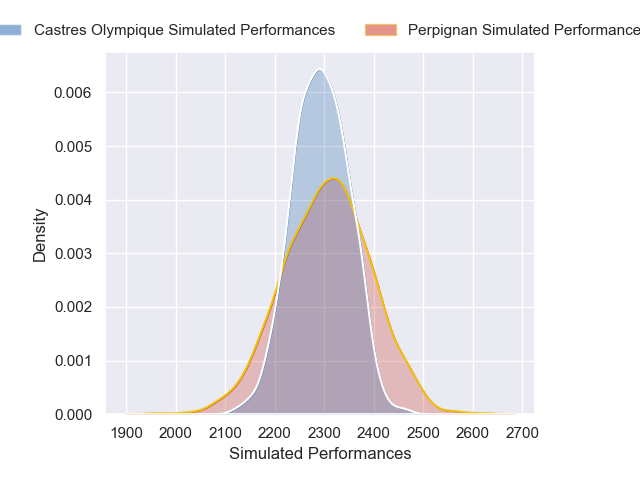 Castres Olympique Simulated Performances Perpignan Simulated Performance
0.006
0.005
0.004
0.003
0.002
0.001
0.000
Density
1900 2000 2100 2200 2300 2400 2500 2600 2700
Simulated Performances